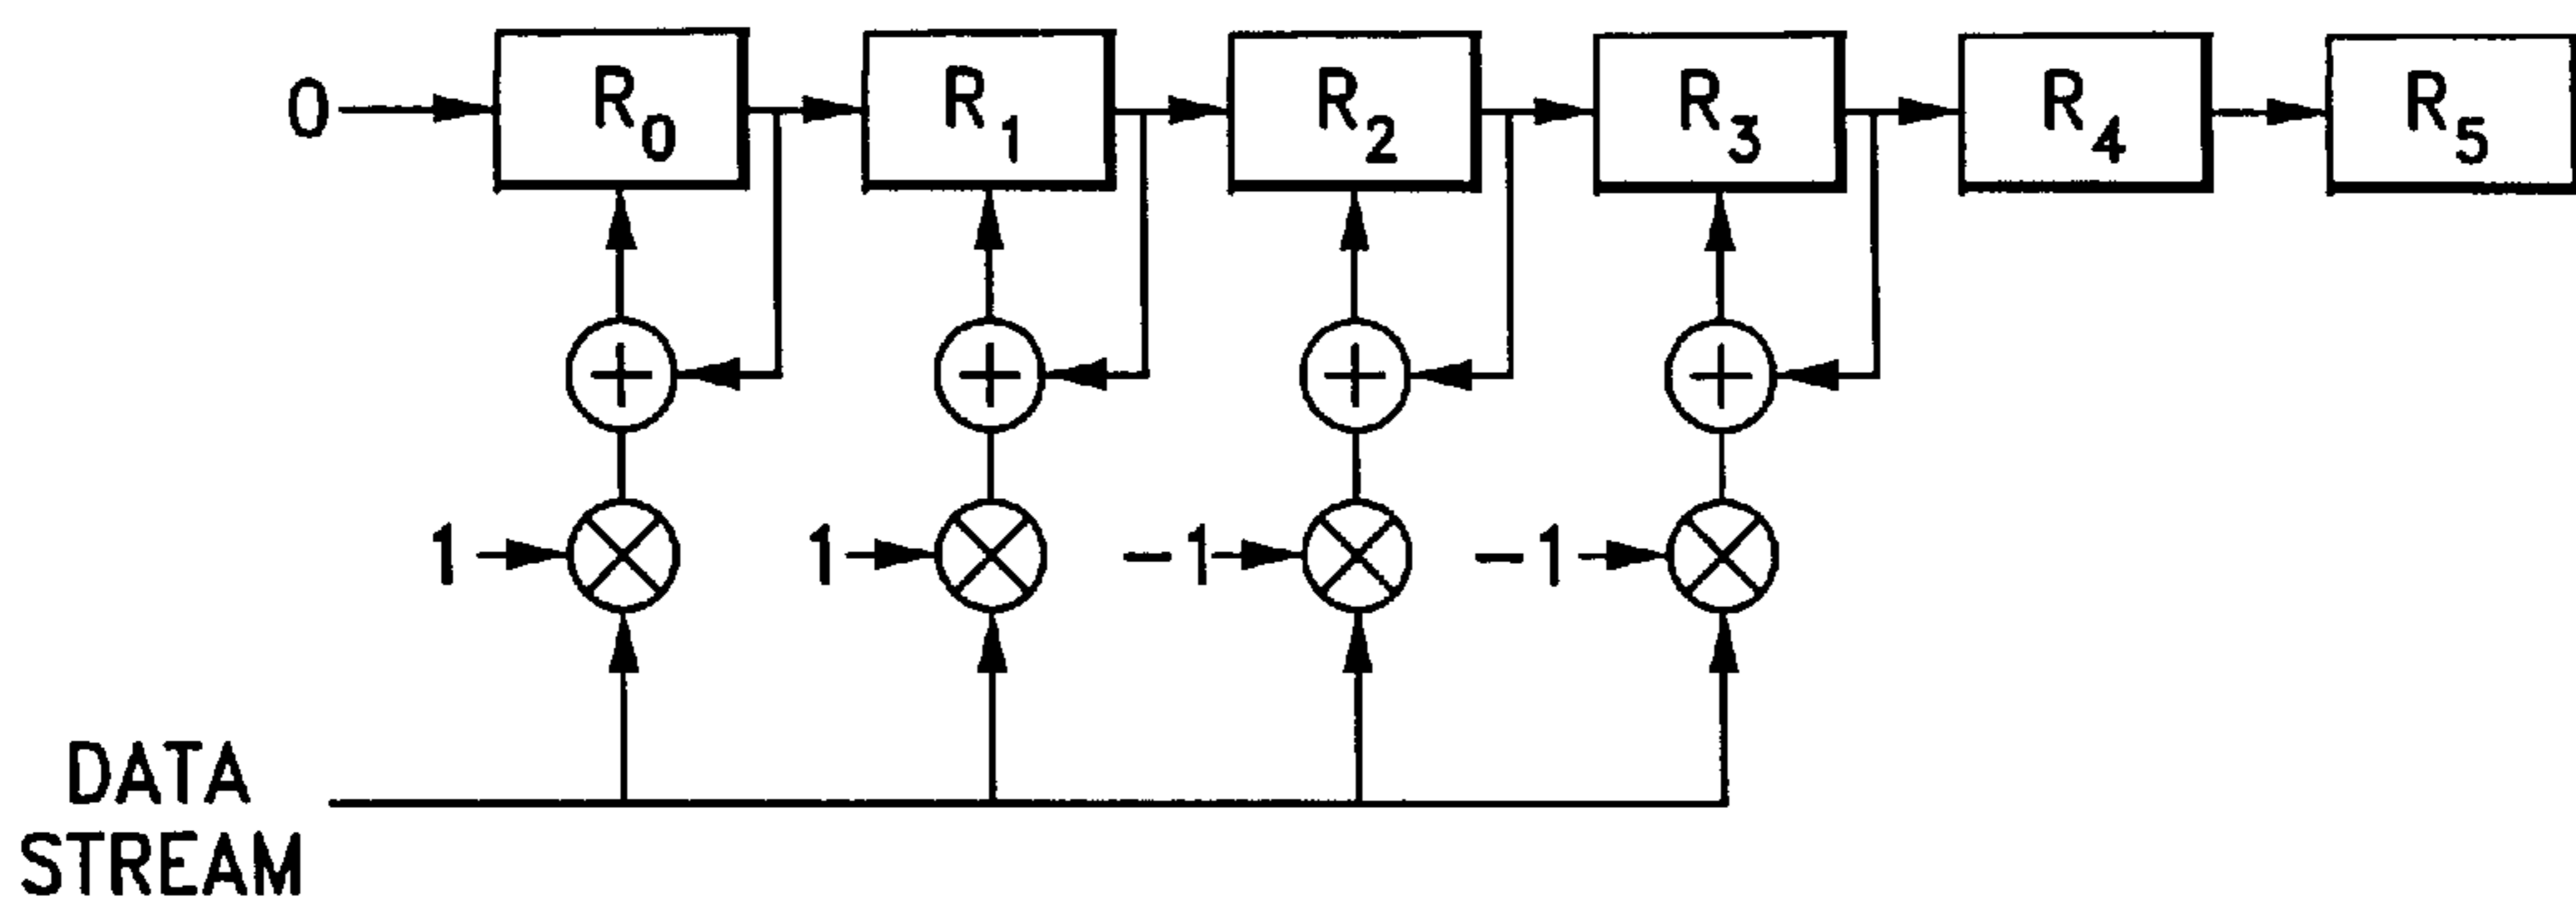 0 R0 R1 R2 R3 R4 R5
+ + + +
1 1 -1 -1
DATA
STREAM